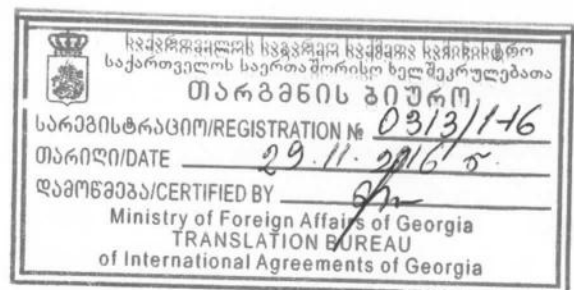 საქართველოს საგარეო საქმეთა სამინისტრო
საქართველოს საერთაშორისო ხელშეკრულებათა
თარგმნის ბიურო
სარეგისტრაციო/REGISTRATION № 0313/1-16
თარიღი/DATE 29.11.2016 წ.
დამოწმება/CERTIFIED BY
Ministry of Foreign Affairs of Georgia
TRANSLATION BUREAU
of International Agreements of Georgia